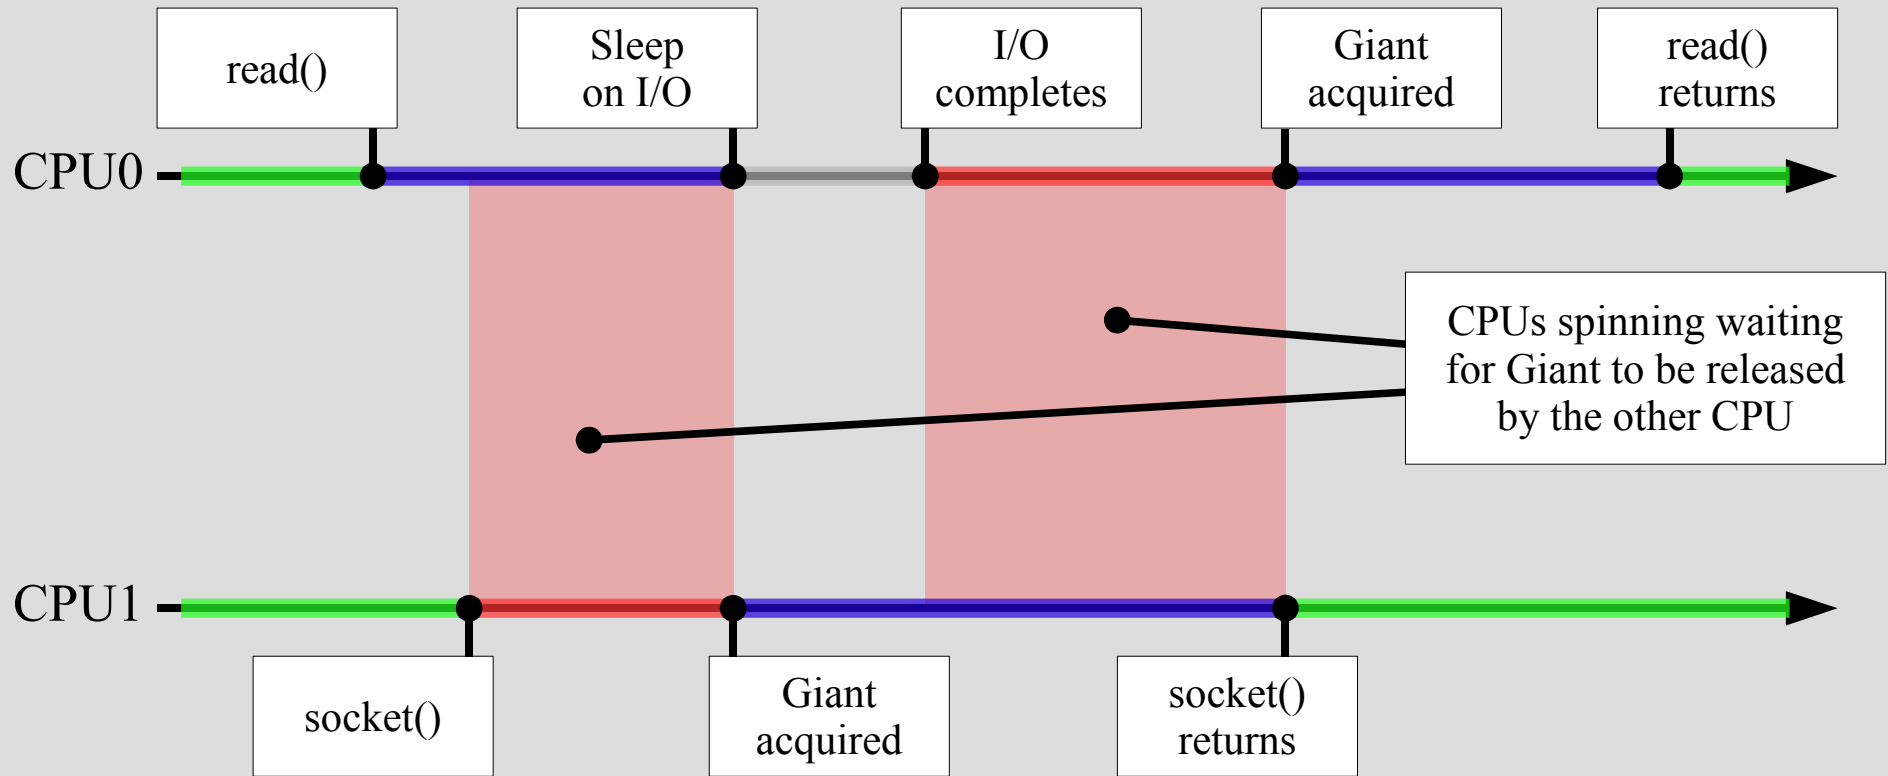 read()
Sleep
on I/O
I/O
completes
Giant
acquired
read()
returns
CPU0
CPUs spinning waiting
for Giant to be released
by the other CPU
CPU1
socket()
Giant
acquired
socket()
returns